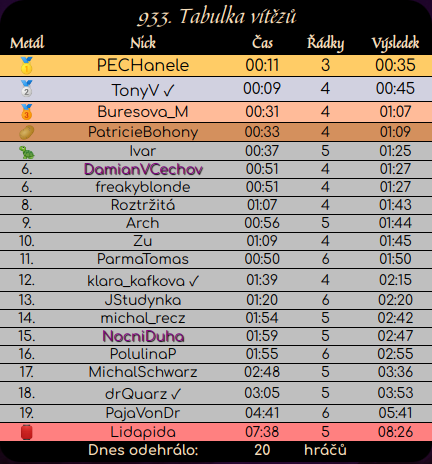 933. Tabulka vítězů
Metál Nick Čas Řádky Výsledek
1 PECHanele 00:11 3 00:35
2 TonyV ✓ 00:09 4 00:45
3 Buresova_M 00:31 4 01:07
PatricieBohony 00:33 4 01:09
Ivar 00:37 5 01:25
6. DamianVCechov 00:51 4 01:27
6. freakyblonde 00:51 4 01:27
8. Roztržitá 01:07 4 01:43
9. Arch 00:56 5 01:44
10. Zu 01:09 4 01:45
11. ParmaTomas 00:50 6 01:50
12. klara_kafkova ✓ 01:39 4 02:15
13. JStudynka 01:20 6 02:20
14. michal_recz 01:54 5 02:42
15. NocniDuha 01:59 5 02:47
16. PolulinaP 01:55 6 02:55
17. MichalSchwarz 02:48 5 03:36
18. drQuarz ✓ 03:05 5 03:53
19. PajaVonDr 04:41 6 05:41
Lidapida 07:38 5 08:26
Dnes odehrálo: 20 hráčů